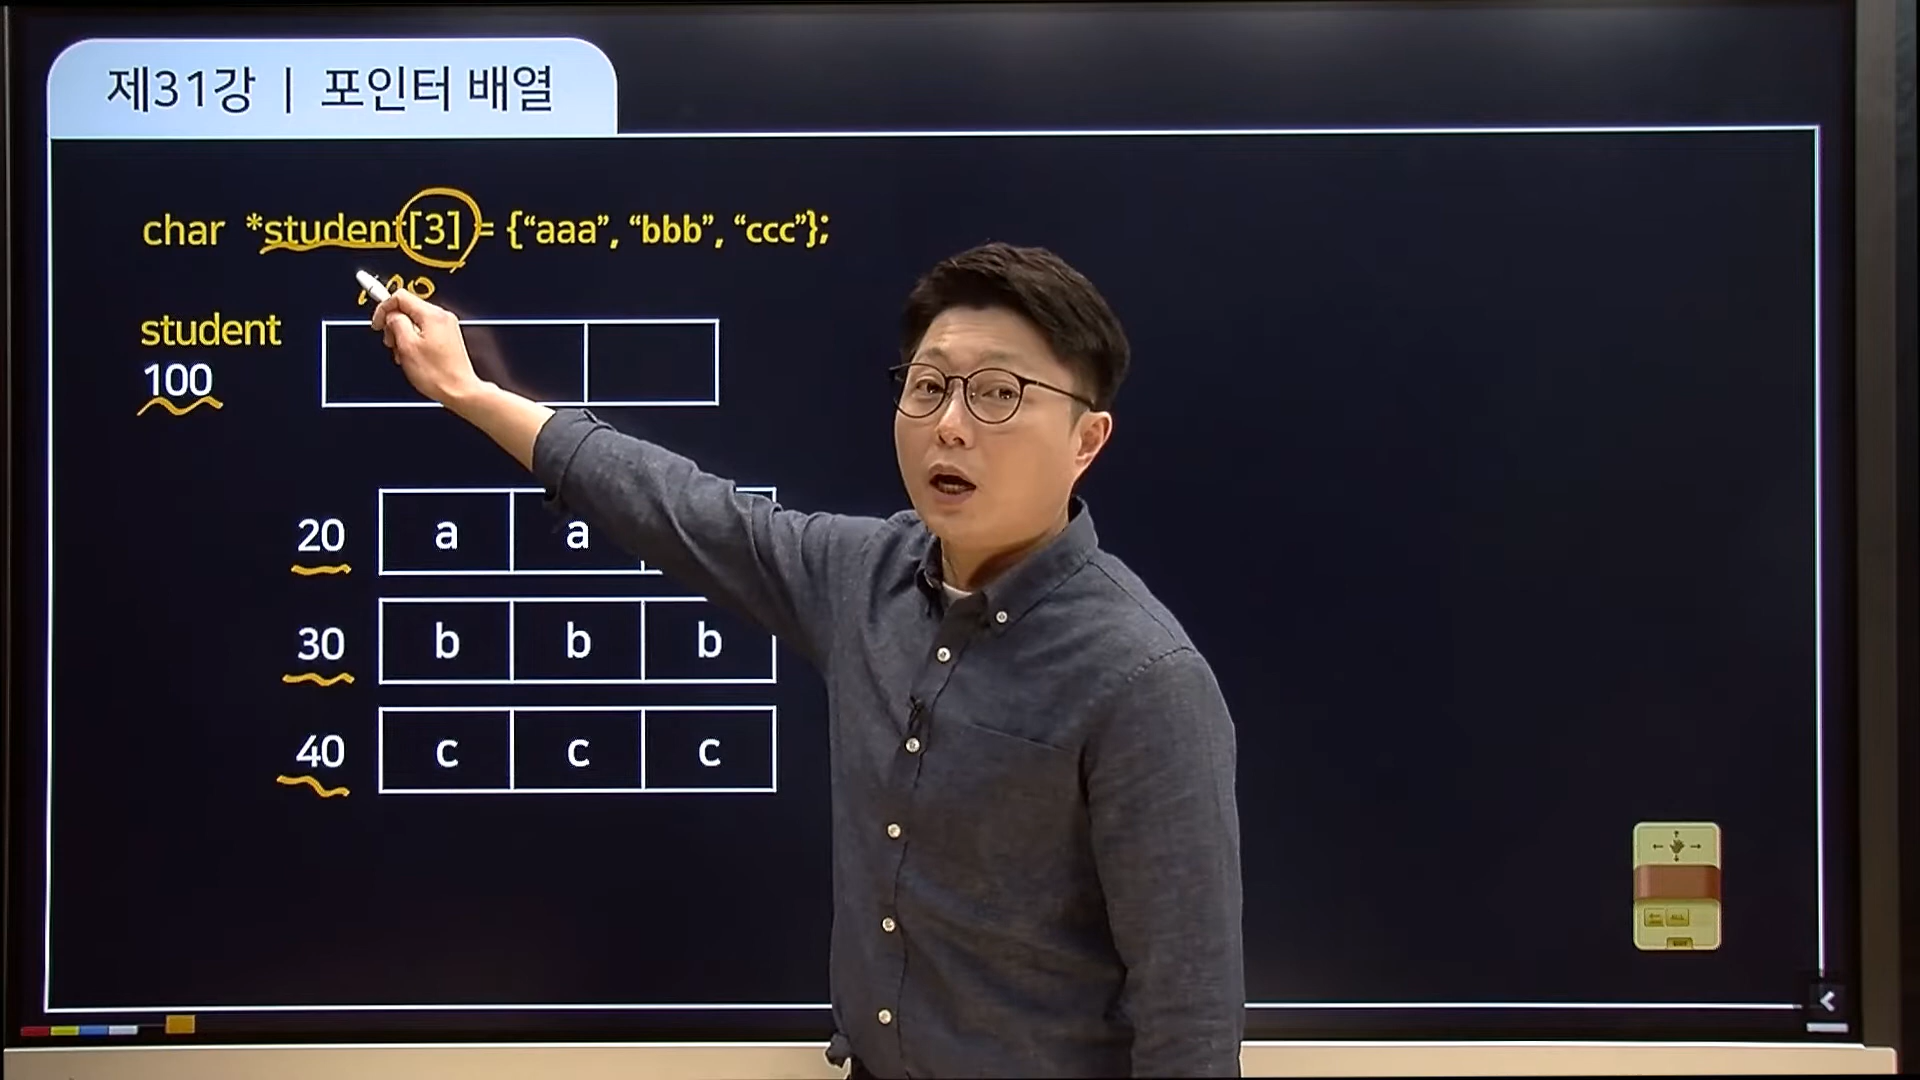 제31강 | 포인터 배열
char *student[3] = {“aaa”, “bbb”, “ccc”};
100
student
100
20 a a
30 b b b
40 c c c